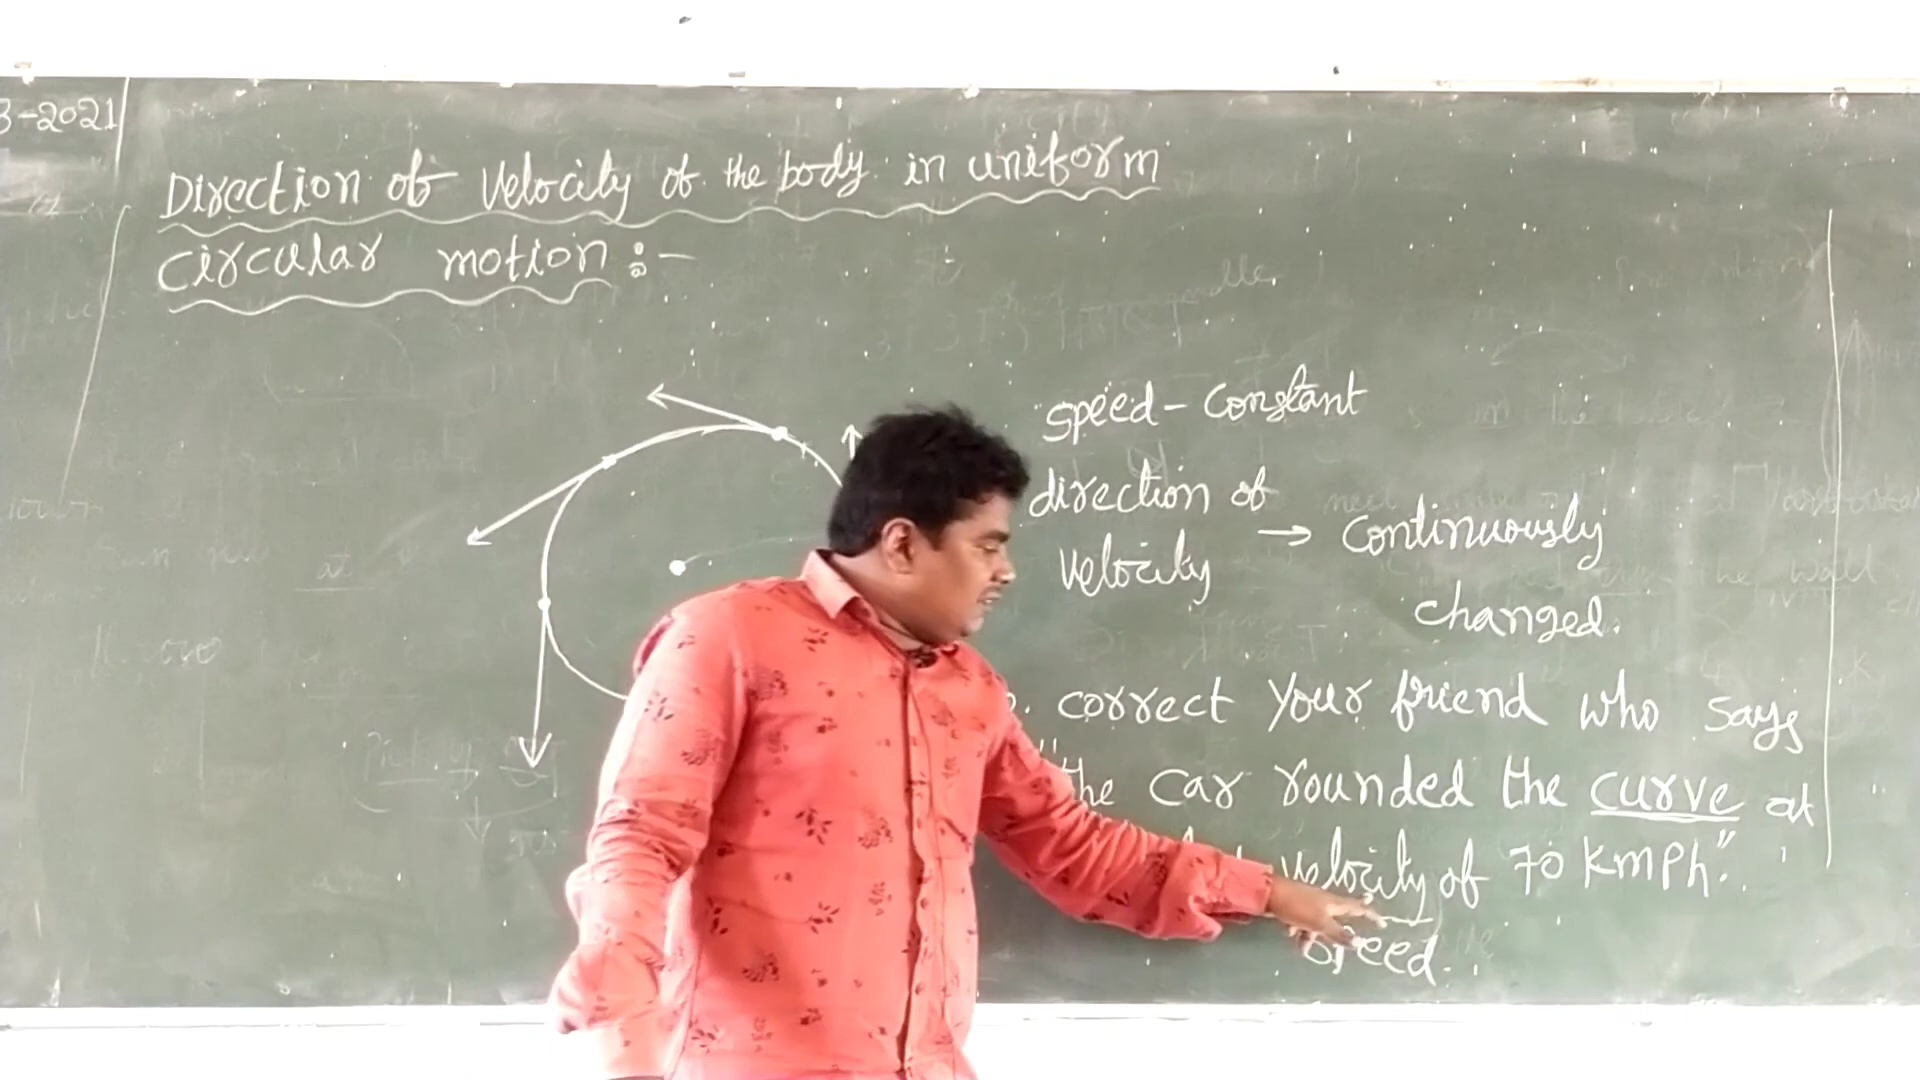 3-2021
Direction of velocity of the body in uniform
circular motion :-
speed - constant
direction of
velocity → continuously
changed.
. correct your friend who says
"the car rounded the curve at
velocity of 70 kmph".
speed.